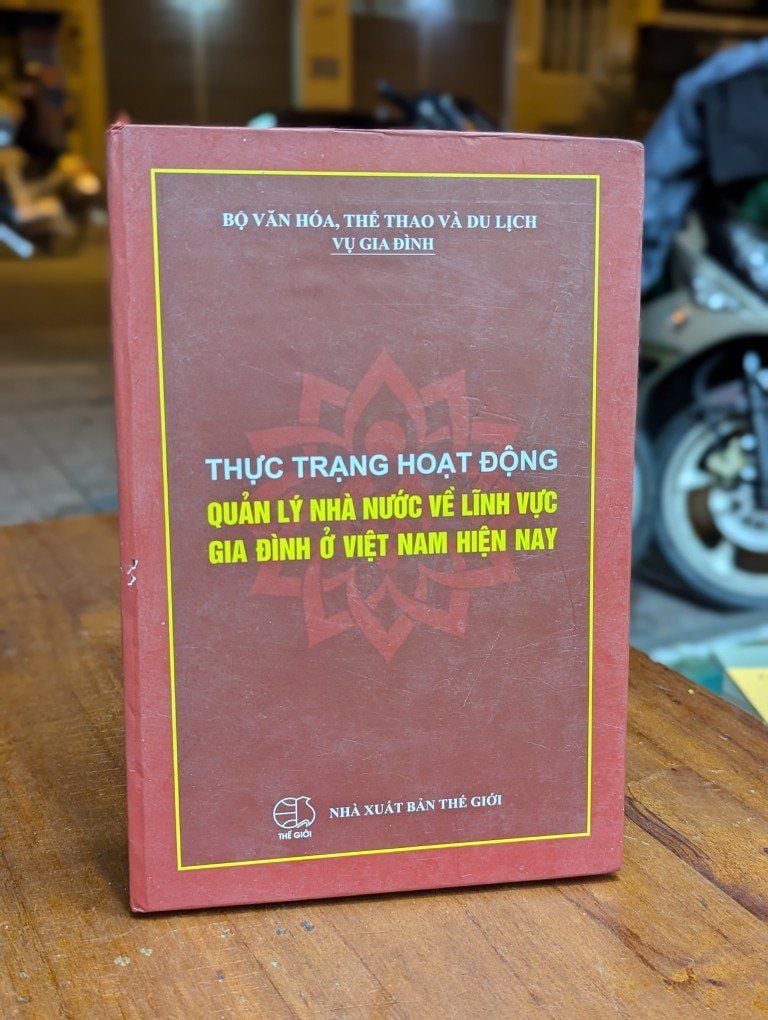 BỘ VĂN HÓA, THỂ THAO VÀ DU LỊCH
VỤ GIA ĐÌNH
THỰC TRẠNG HOẠT ĐỘNG
QUẢN LÝ NHÀ NƯỚC VỀ LĨNH VỰC
GIA ĐÌNH Ở VIỆT NAM HIỆN NAY
THẾ GIỚI
NHÀ XUẤT BẢN THẾ GIỚI